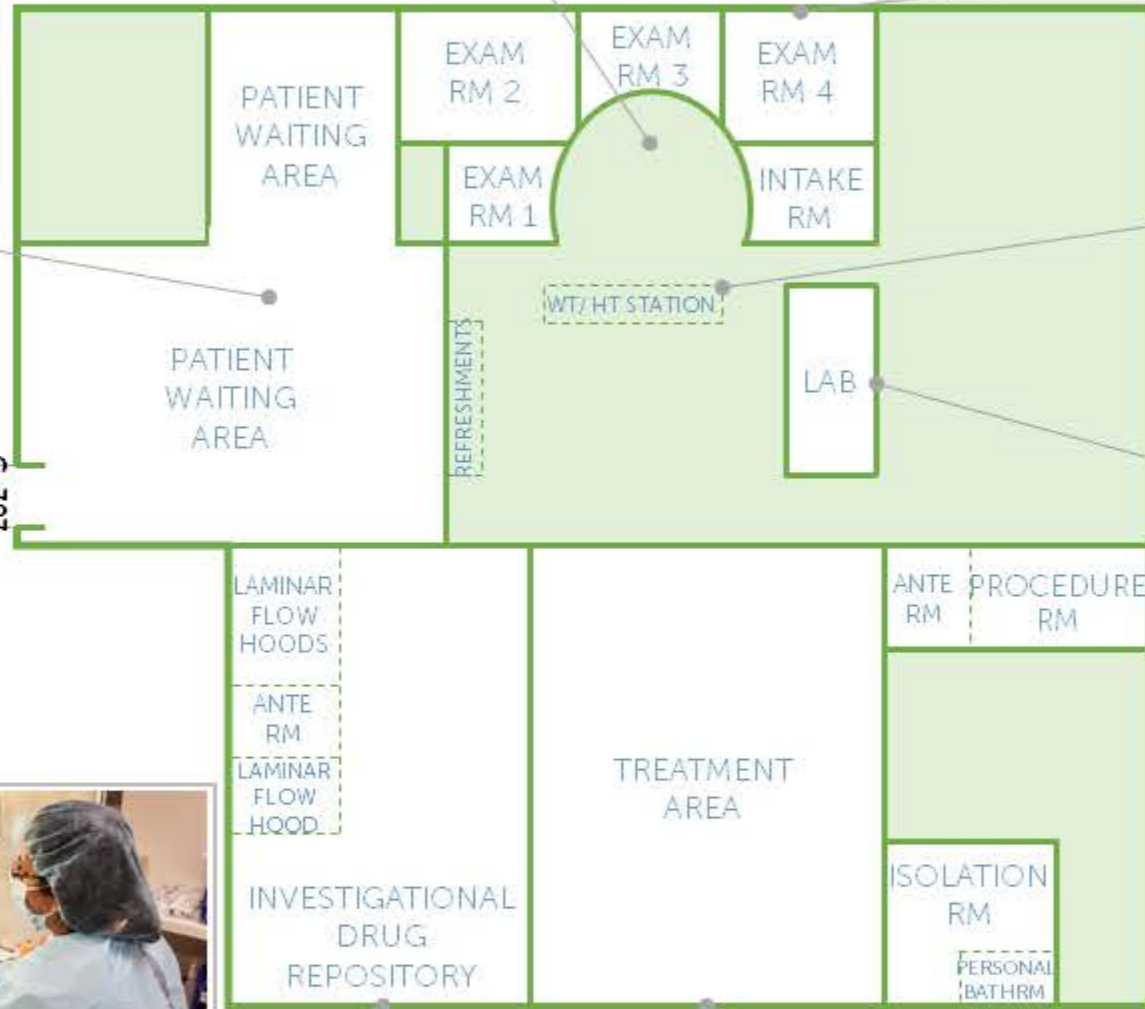 EXAM
RM 2
EXAM
RM 3
EXAM
RM 4
PATIENT
WAITING
AREA
EXAM
RM 1
INTAKE
RM
WT/ HT STATION
REFRESHMENTS
LAB
PATIENT
WAITING
AREA
LAMINAR
FLOW
HOODS
ANTE
RM
PROCEDURE
RM
ANTE
RM
LAMINAR
FLOW
HOOD
TREATMENT
AREA
INVESTIGATIONAL
DRUG
REPOSITORY
ISOLATION
RM
PERSONAL
BATHRM